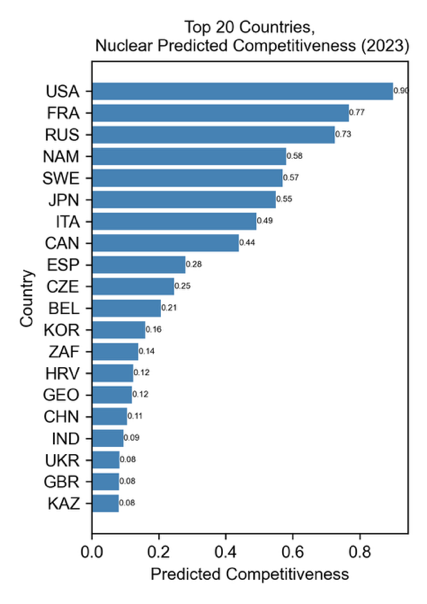 Top 20 Countries,
Nuclear Predicted Competitiveness (2023)
USA 0.90
FRA 0.77
RUS 0.73
NAM 0.58
SWE 0.57
JPN 0.55
ITA 0.49
CAN 0.44
ESP 0.28
CZE 0.25
BEL 0.21
KOR 0.16
ZAF 0.14
HRV 0.12
GEO 0.12
CHN 0.11
IND 0.09
UKR 0.08
GBR 0.08
KAZ 0.08
Country
0.0 0.2 0.4 0.6 0.8
Predicted Competitiveness